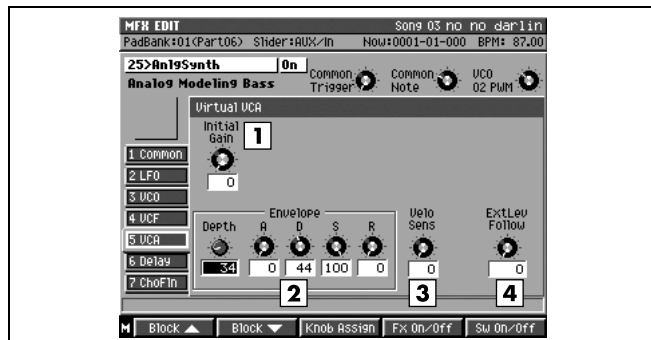 MFX EDIT Song 03 no no darlin
PadBank:01(Part06) Slider:AUX/In Now:0001-01-000 BPM: 87.00
25>AnlgSynth On
Analog Modeling Bass
Common Trigger
Common Note
VCO 02 PWM
Virtual VCA
Initial Gain
1
0
1 Common
2 LFO
3 VCO
4 VCF
5 VCA
6 Delay
7 ChoFln
Envelope
Depth A D S R
34 0 44 100 0
2
Velo Sens
0
3
ExtLev Follow
0
4
M Block ▲ Block ▼ Knob Assign Fx On/Off Sw On/Off